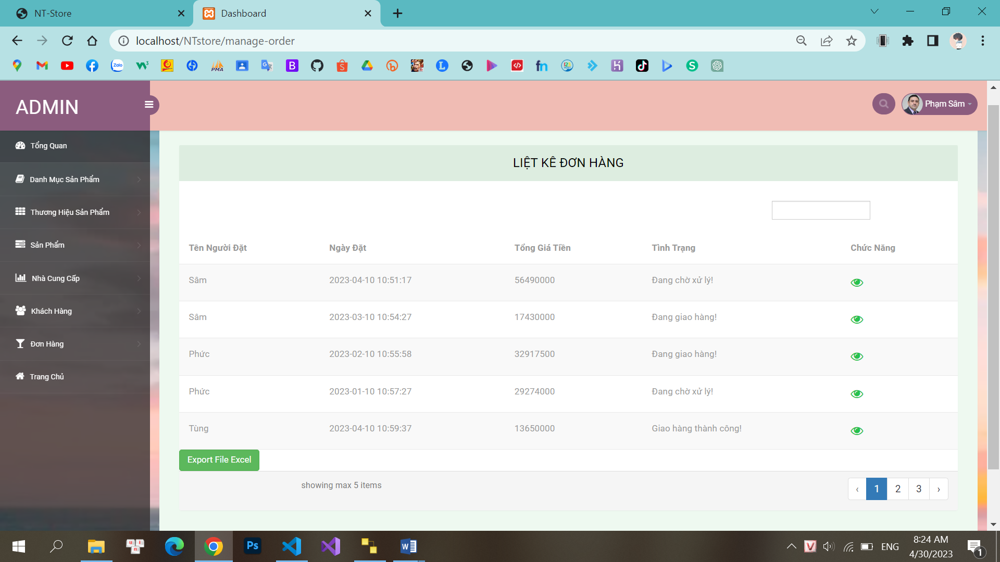 NT-Store
Dashboard
localhost/NTstore/manage-order
ADMIN
Phạm Sâm
Tổng Quan
Danh Mục Sản Phẩm
Thương Hiệu Sản Phẩm
Sản Phẩm
Nhà Cung Cấp
Khách Hàng
Đơn Hàng
Trang Chủ
LIỆT KÊ ĐƠN HÀNG
Tên Người Đặt Ngày Đặt Tổng Giá Tiền Tình Trạng Chức Năng
Sâm 2023-04-10 10:51:17 56490000 Đang chờ xử lý!
Sâm 2023-03-10 10:54:27 17430000 Đang giao hàng!
Phức 2023-02-10 10:55:58 32917500 Đang giao hàng!
Phức 2023-01-10 10:57:27 29274000 Đang chờ xử lý!
Tùng 2023-04-10 10:59:37 13650000 Giao hàng thành công!
Export File Excel
showing max 5 items
‹ 1 2 3 ›
ENG
8:24 AM
4/30/2023
1